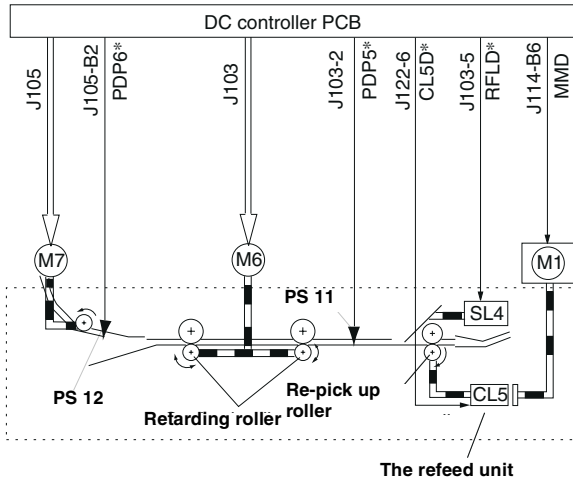 DC controller PCB
J105
J105-B2
PDP6*
J103
J103-2
PDP5*
J122-6
CL5D*
J103-5
RFLD*
J114-B6
MMD
M7
M6
M1
PS 11
SL4
PS 12
Retarding roller
Re-pick up
roller
CL5
The refeed unit